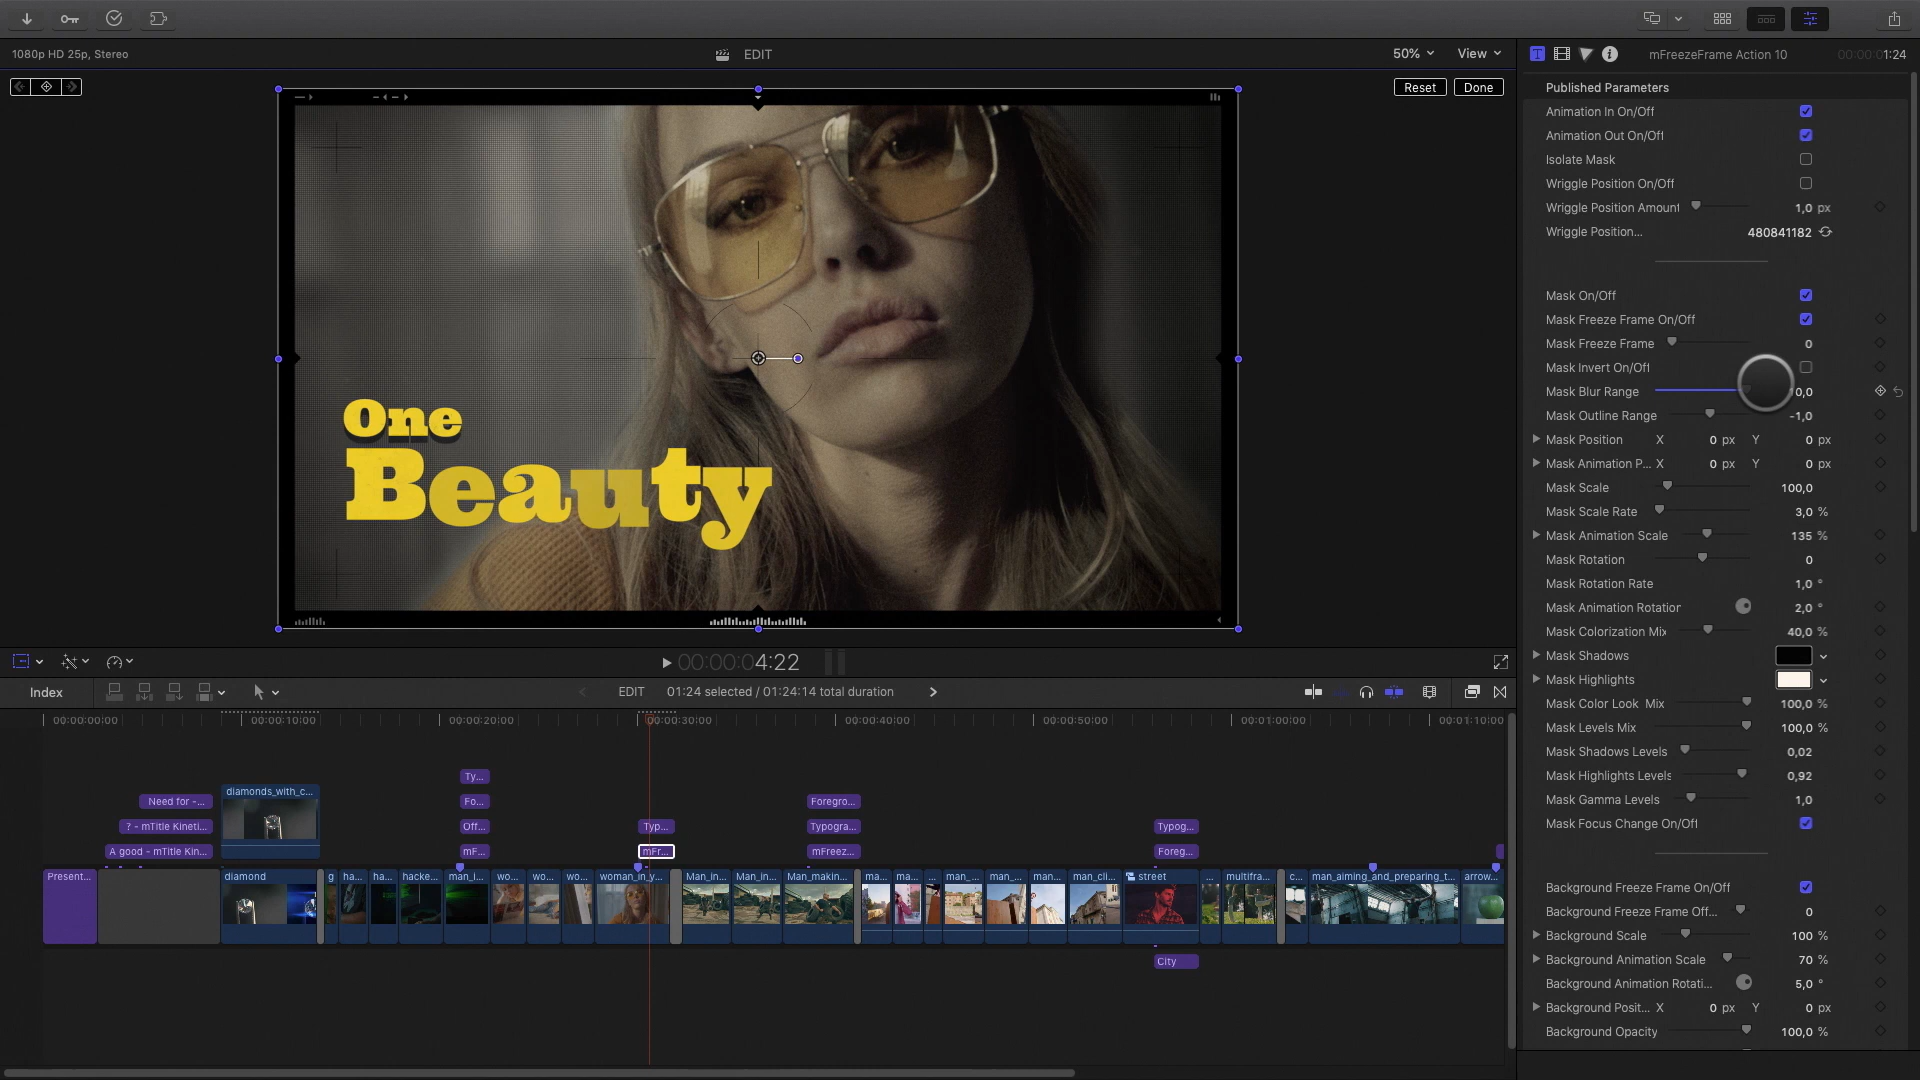 1080p HD 25p, Stereo
EDIT
50%
View
mFreezeFrame Action 10
00:00:01:24
Reset
Done
One
Beauty
Published Parameters
Animation In On/Off
Animation Out On/Off
Isolate Mask
Wriggle Position On/Off
Wriggle Position Amount 1,0 px
Wriggle Position... 480841182
Mask On/Off
Mask Freeze Frame On/Off
Mask Freeze Frame 0
Mask Invert On/Off
Mask Blur Range 0,0
Mask Outline Range -1,0
Mask Position X 0 px Y 0 px
Mask Animation P... X 0 px Y 0 px
Mask Scale 100,0
Mask Scale Rate 3,0 %
Mask Animation Scale 135 %
Mask Rotation 0
Mask Rotation Rate 1,0 °
Mask Animation Rotation 2,0 °
Mask Colorization Mix 40,0 %
Mask Shadows
Mask Highlights
Mask Color Look Mix 100,0 %
Mask Levels Mix 100,0 %
Mask Shadows Levels 0,02
Mask Highlights Levels 0,92
Mask Gamma Levels 1,0
Mask Focus Change On/Off
Background Freeze Frame On/Off
Background Freeze Frame Off... 0
Background Scale 100 %
Background Animation Scale 70 %
Background Animation Rotati... 5,0 °
Background Posit... X 0 px Y 0 px
Background Opacity 100,0 %
00:00:04:22
Index
EDIT
01:24 selected / 01:24:14 total duration
00:00:00:00 00:00:10:00 00:00:20:00 00:00:30:00 00:00:40:00 00:00:50:00 00:01:00:00 00:01:10:00
Ty...
diamonds_with_c...
Need for -... Fo... Foregro...
? - mTitle Kineti... Off... Typ... Typogra... Typog...
A good - mTitle Kin... mF... mFr... mFreez... Foreg...
Present... diamond g ha... ha... hacke... man_l... wo... wo... wo... woman_in_y... Man_in... Man_in... Man_makin... ma... ma... ... man_... man_... man... man_cli... street ... multifra... c... man_aiming_and_preparing_t... arrow...
City